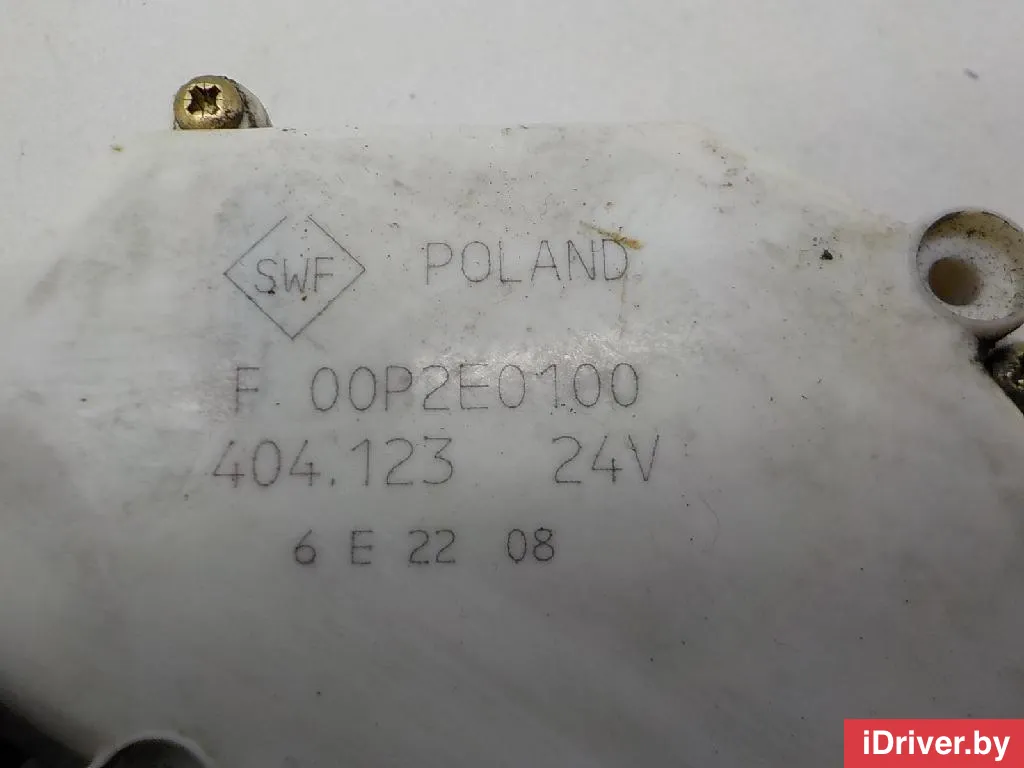 SWF POLAND
F 00P2E0100
404.123 24V
6 E 22 08
iDriver.by